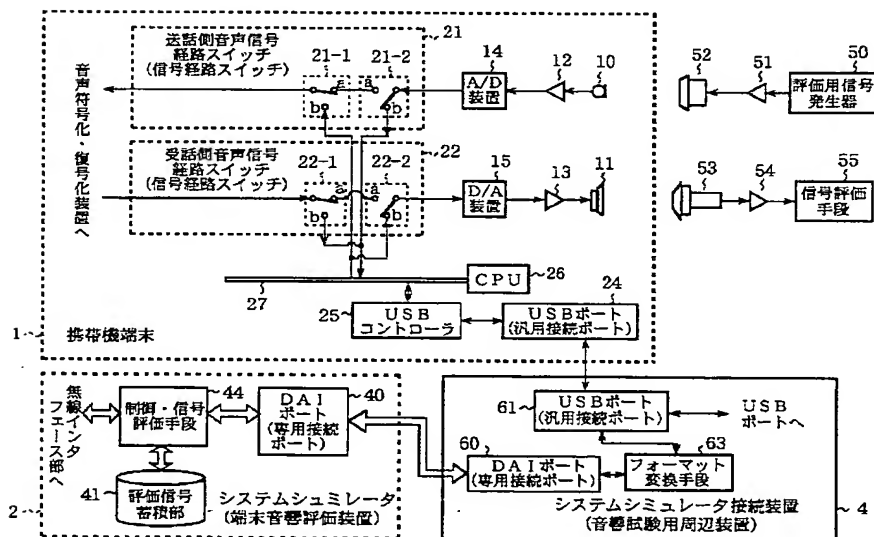 送話側音声信号
経路スイッチ
(信号経路スイッチ)
21
21-1
21-2
a
a
b
b
14
A/D
装置
12
10
52
51
50
評価用信号
発生器
音声符号化・復号化装置へ
受話側音声信号
経路スイッチ
(信号経路スイッチ)
22
22-1
22-2
a
a
b
b
15
D/A
装置
13
11
53
54
55
信号評価
手段
CPU
26
27
25
USB
コントローラ
24
USBポート
(汎用接続ポート)
1
携帯機端末
無線インタ
フェース部へ
44
制御・信号
評価手段
40
DAI
ポート
(専用接続
ポート)
41
評価信号
蓄積部
2
システムシュミレータ
(端末音響評価装置)
61
USBポート
(汎用接続ポート)
USB
ポートへ
60
DAIポート
(専用接続ポート)
63
フォーマット
変換手段
システムシミュレータ接続装置
(音響試験用周辺装置)
4